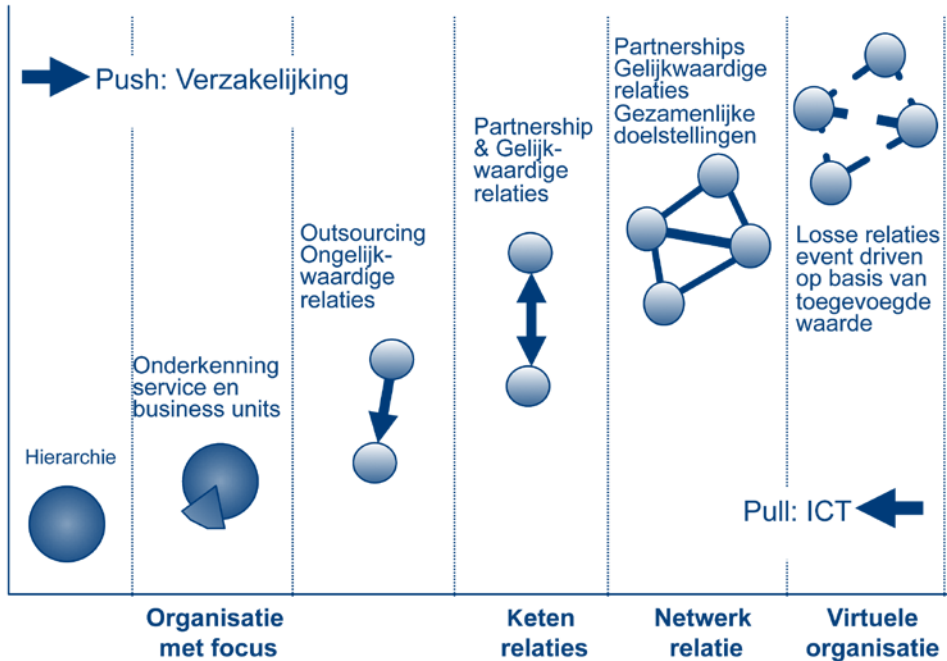 Push: Verzakelijking
Hierarchie
Onderkenning
service en
business units
Outsourcing
Ongelijk-
waardige
relaties
Partnership
& Gelijk-
waardige
relaties
Partnerships
Gelijkwaardige
relaties
Gezamenlijke
doelstellingen
Losse relaties
event driven
op basis van
toegevoegde
waarde
Pull: ICT
Organisatie
met focus
Keten
relaties
Netwerk
relatie
Virtuele
organisatie